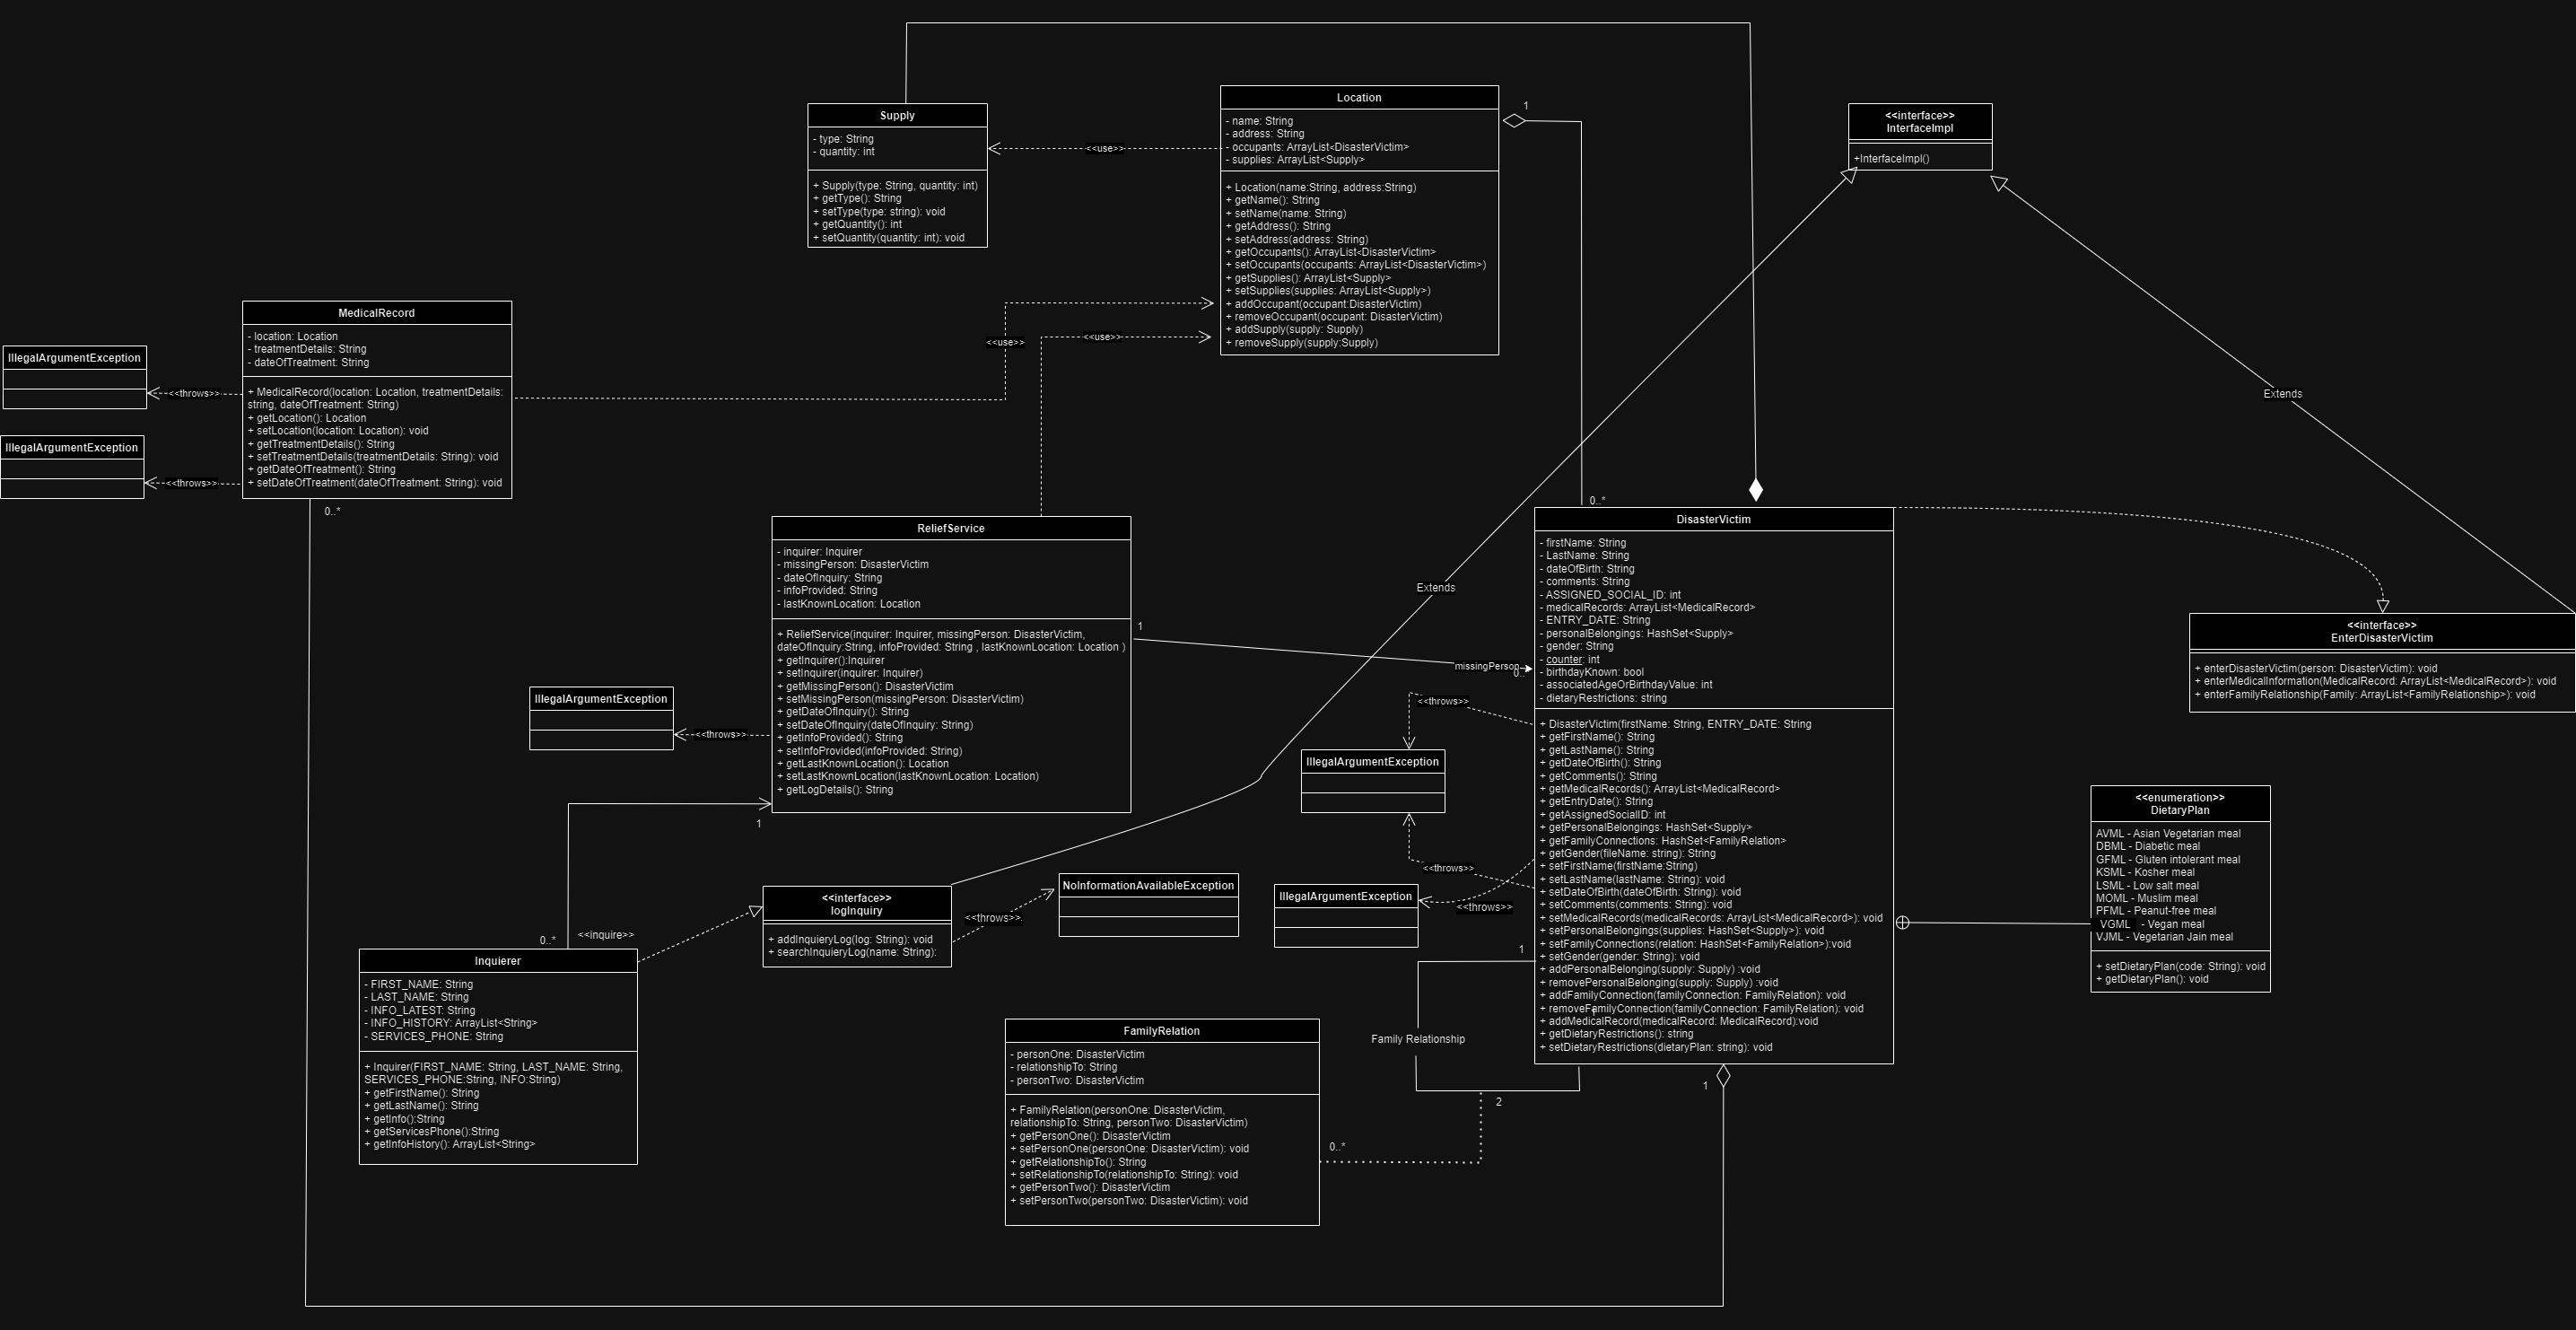 Supply
- type: String
- quantity: int
+ Supply(type: String, quantity: int)
+ getType(): String
+ setType(type: string): void
+ getQuantity(): int
+ setQuantity(quantity: int): void
<<use>>
Location
- name: String
- address: String
- occupants: ArrayList<DisasterVictim>
- supplies: ArrayList<Supply>
+ Location(name:String, address:String)
+ getName(): String
+ setName(name: String)
+ getAddress(): String
+ setAddress(address: String)
+ getOccupants(): ArrayList<DisasterVictim>
+ setOccupants(occupants: ArrayList<DisasterVictim>)
+ getSupplies(): ArrayList<Supply>
+ setSupplies(supplies: ArrayList<Supply>)
+ addOccupant(occupant:DisasterVictim)
+ removeOccupant(occupant: DisasterVictim)
+ addSupply(supply: Supply)
+ removeSupply(supply:Supply)
1
0..*
<<interface>>
InterfaceImpl
+InterfaceImpl()
Extends
Extends
MedicalRecord
- location: Location
- treatmentDetails: String
- dateOfTreatment: String
+ MedicalRecord(location: Location, treatmentDetails:
string, dateOfTreatment: String)
+ getLocation(): Location
+ setLocation(location: Location): void
+ getTreatmentDetails(): String
+ setTreatmentDetails(treatmentDetails: String): void
+ getDateOfTreatment(): String
+ setDateOfTreatment(dateOfTreatment: String): void
0..*
IllegalArgumentException
<<throws>>
IllegalArgumentException
<<throws>>
<<use>>
<<use>>
ReliefService
- inquirer: Inquirer
- missingPerson: DisasterVictim
- dateOfInquiry: String
- infoProvided: String
- lastKnownLocation: Location
+ ReliefService(inquirer: Inquirer, missingPerson: DisasterVictim,
dateOfInquiry:String, infoProvided: String , lastKnownLocation: Location )
+ getInquirer():Inquirer
+ setInquirer(inquirer: Inquirer)
+ getMissingPerson(): DisasterVictim
+ setMissingPerson(missingPerson: DisasterVictim)
+ getDateOfInquiry(): String
+ setDateOfInquiry(dateOfInquiry: String)
+ getInfoProvided(): String
+ setInfoProvided(infoProvided: String)
+ getLastKnownLocation(): Location
+ setLastKnownLocation(lastKnownLocation: Location)
+ getLogDetails(): String
1
missingPerson
0..
IllegalArgumentException
<<throws>>
1
DisasterVictim
- firstName: String
- LastName: String
- dateOfBirth: String
- comments: String
- ASSIGNED_SOCIAL_ID: int
- medicalRecords: ArrayList<MedicalRecord>
- ENTRY_DATE: String
- personalBelongings: HashSet<Supply>
- gender: String
- counter: int
- birthdayKnown: bool
- associatedAgeOrBirthdayValue: int
- dietaryRestrictions: string
+ DisasterVictim(firstName: String, ENTRY_DATE: String
+ getFirstName(): String
+ getLastName(): String
+ getDateOfBirth(): String
+ getComments(): String
+ getMedicalRecords(): ArrayList<MedicalRecord>
+ getEntryDate(): String
+ getAssignedSocialID: int
+ getPersonalBelongings: HashSet<Supply>
+ getFamilyConnections: HashSet<FamilyRelation>
+ getGender(fileName: string): String
+ setFirstName(firstName:String)
+ setLastName(lastName: String): void
+ setDateOfBirth(dateOfBirth: String): void
+ setComments(comments: String): void
+ setMedicalRecords(medicalRecords: ArrayList<MedicalRecord>): void
+ setPersonalBelongings(supplies: HashSet<Supply>): void
+ setFamilyConnections(relation: HashSet<FamilyRelation>):void
+ setGender(gender: String): void
+ addPersonalBelonging(supply: Supply) :void
+ removePersonalBelonging(supply: Supply) :void
+ addFamilyConnection(familyConnection: FamilyRelation): void
+ removeFamilyConnection(familyConnection: FamilyRelation): void
+ addMedicalRecord(medicalRecord: MedicalRecord):void
+ getDietaryRestrictions(): string
+ setDietaryRestrictions(dietaryPlan: string): void
<<throws>>
IllegalArgumentException
<<throws>>
IllegalArgumentException
<<throws>>
1
Family Relationship
2
1
0..*
<<interface>>
EnterDisasterVictim
+ enterDisasterVictim(person: DisasterVictim): void
+ enterMedicalInformation(MedicalRecord: ArrayList<MedicalRecord>): void
+ enterFamilyRelationship(Family: ArrayList<FamilyRelationship>): void
<<enumeration>>
DietaryPlan
AVML - Asian Vegetarian meal
DBML - Diabetic meal
GFML - Gluten intolerant meal
KSML - Kosher meal
LSML - Low salt meal
MOML - Muslim meal
PFML - Peanut-free meal
VGML - Vegan meal
VJML - Vegetarian Jain meal
+ setDietaryPlan(code: String): void
+ getDietaryPlan(): void
<<interface>>
logInquiry
+ addInquieryLog(log: String): void
+ searchInquieryLog(name: String):
<<throws>>
NoInformationAvailableException
0..*
<<inquire>>
Inquierer
- FIRST_NAME: String
- LAST_NAME: String
- INFO_LATEST: String
- INFO_HISTORY: ArrayList<String>
- SERVICES_PHONE: String
+ Inquirer(FIRST_NAME: String, LAST_NAME: String,
SERVICES_PHONE:String, INFO:String)
+ getFirstName(): String
+ getLastName(): String
+ getInfo():String
+ getServicesPhone():String
+ getInfoHistory(): ArrayList<String>
FamilyRelation
- personOne: DisasterVictim
- relationshipTo: String
- personTwo: DisasterVictim
+ FamilyRelation(personOne: DisasterVictim,
relationshipTo: String, personTwo: DisasterVictim)
+ getPersonOne(): DisasterVictim
+ setPersonOne(personOne: DisasterVictim): void
+ getRelationshipTo(): String
+ setRelationshipTo(relationshipTo: String): void
+ getPersonTwo(): DisasterVictim
+ setPersonTwo(personTwo: DisasterVictim): void